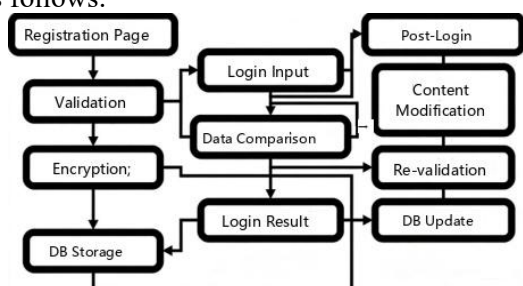 s follows:
Registration Page
Validation
Encryption;
DB Storage
Login Input
Data Comparison
Login Result
Post-Login
Content
Modification
Re-validation
DB Update